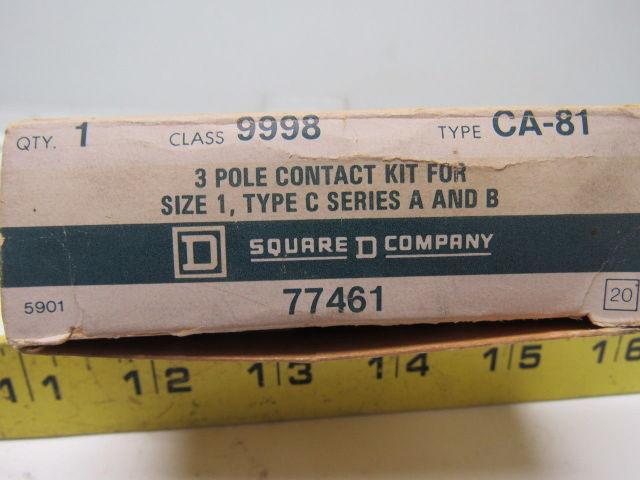 QTY. 1 CLASS 9998 TYPE CA-81
3 POLE CONTACT KIT FOR
SIZE 1, TYPE C SERIES A AND B
D SQUARE D COMPANY
5901 77461 20
11 12 13 14 15 16